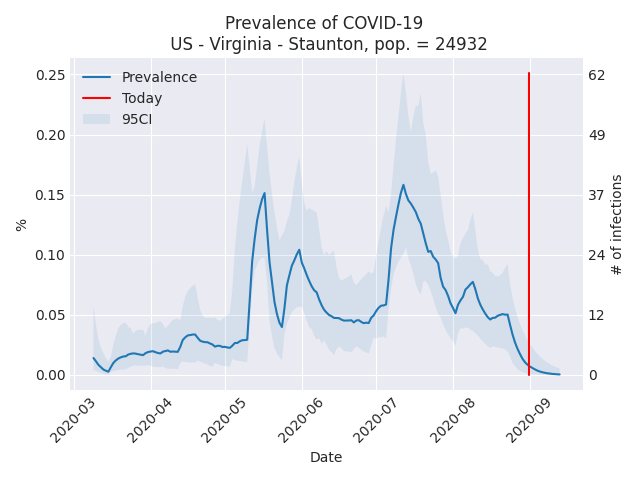 Prevalence of COVID-19
US - Virginia - Staunton, pop. = 24932
Prevalence
Today
95CI
0.25
0.20
0.15
0.10
0.05
0.00
%
62
49
37
24
12
0
# of infections
2020-03
2020-04
2020-05
2020-06
2020-07
2020-08
2020-09
Date